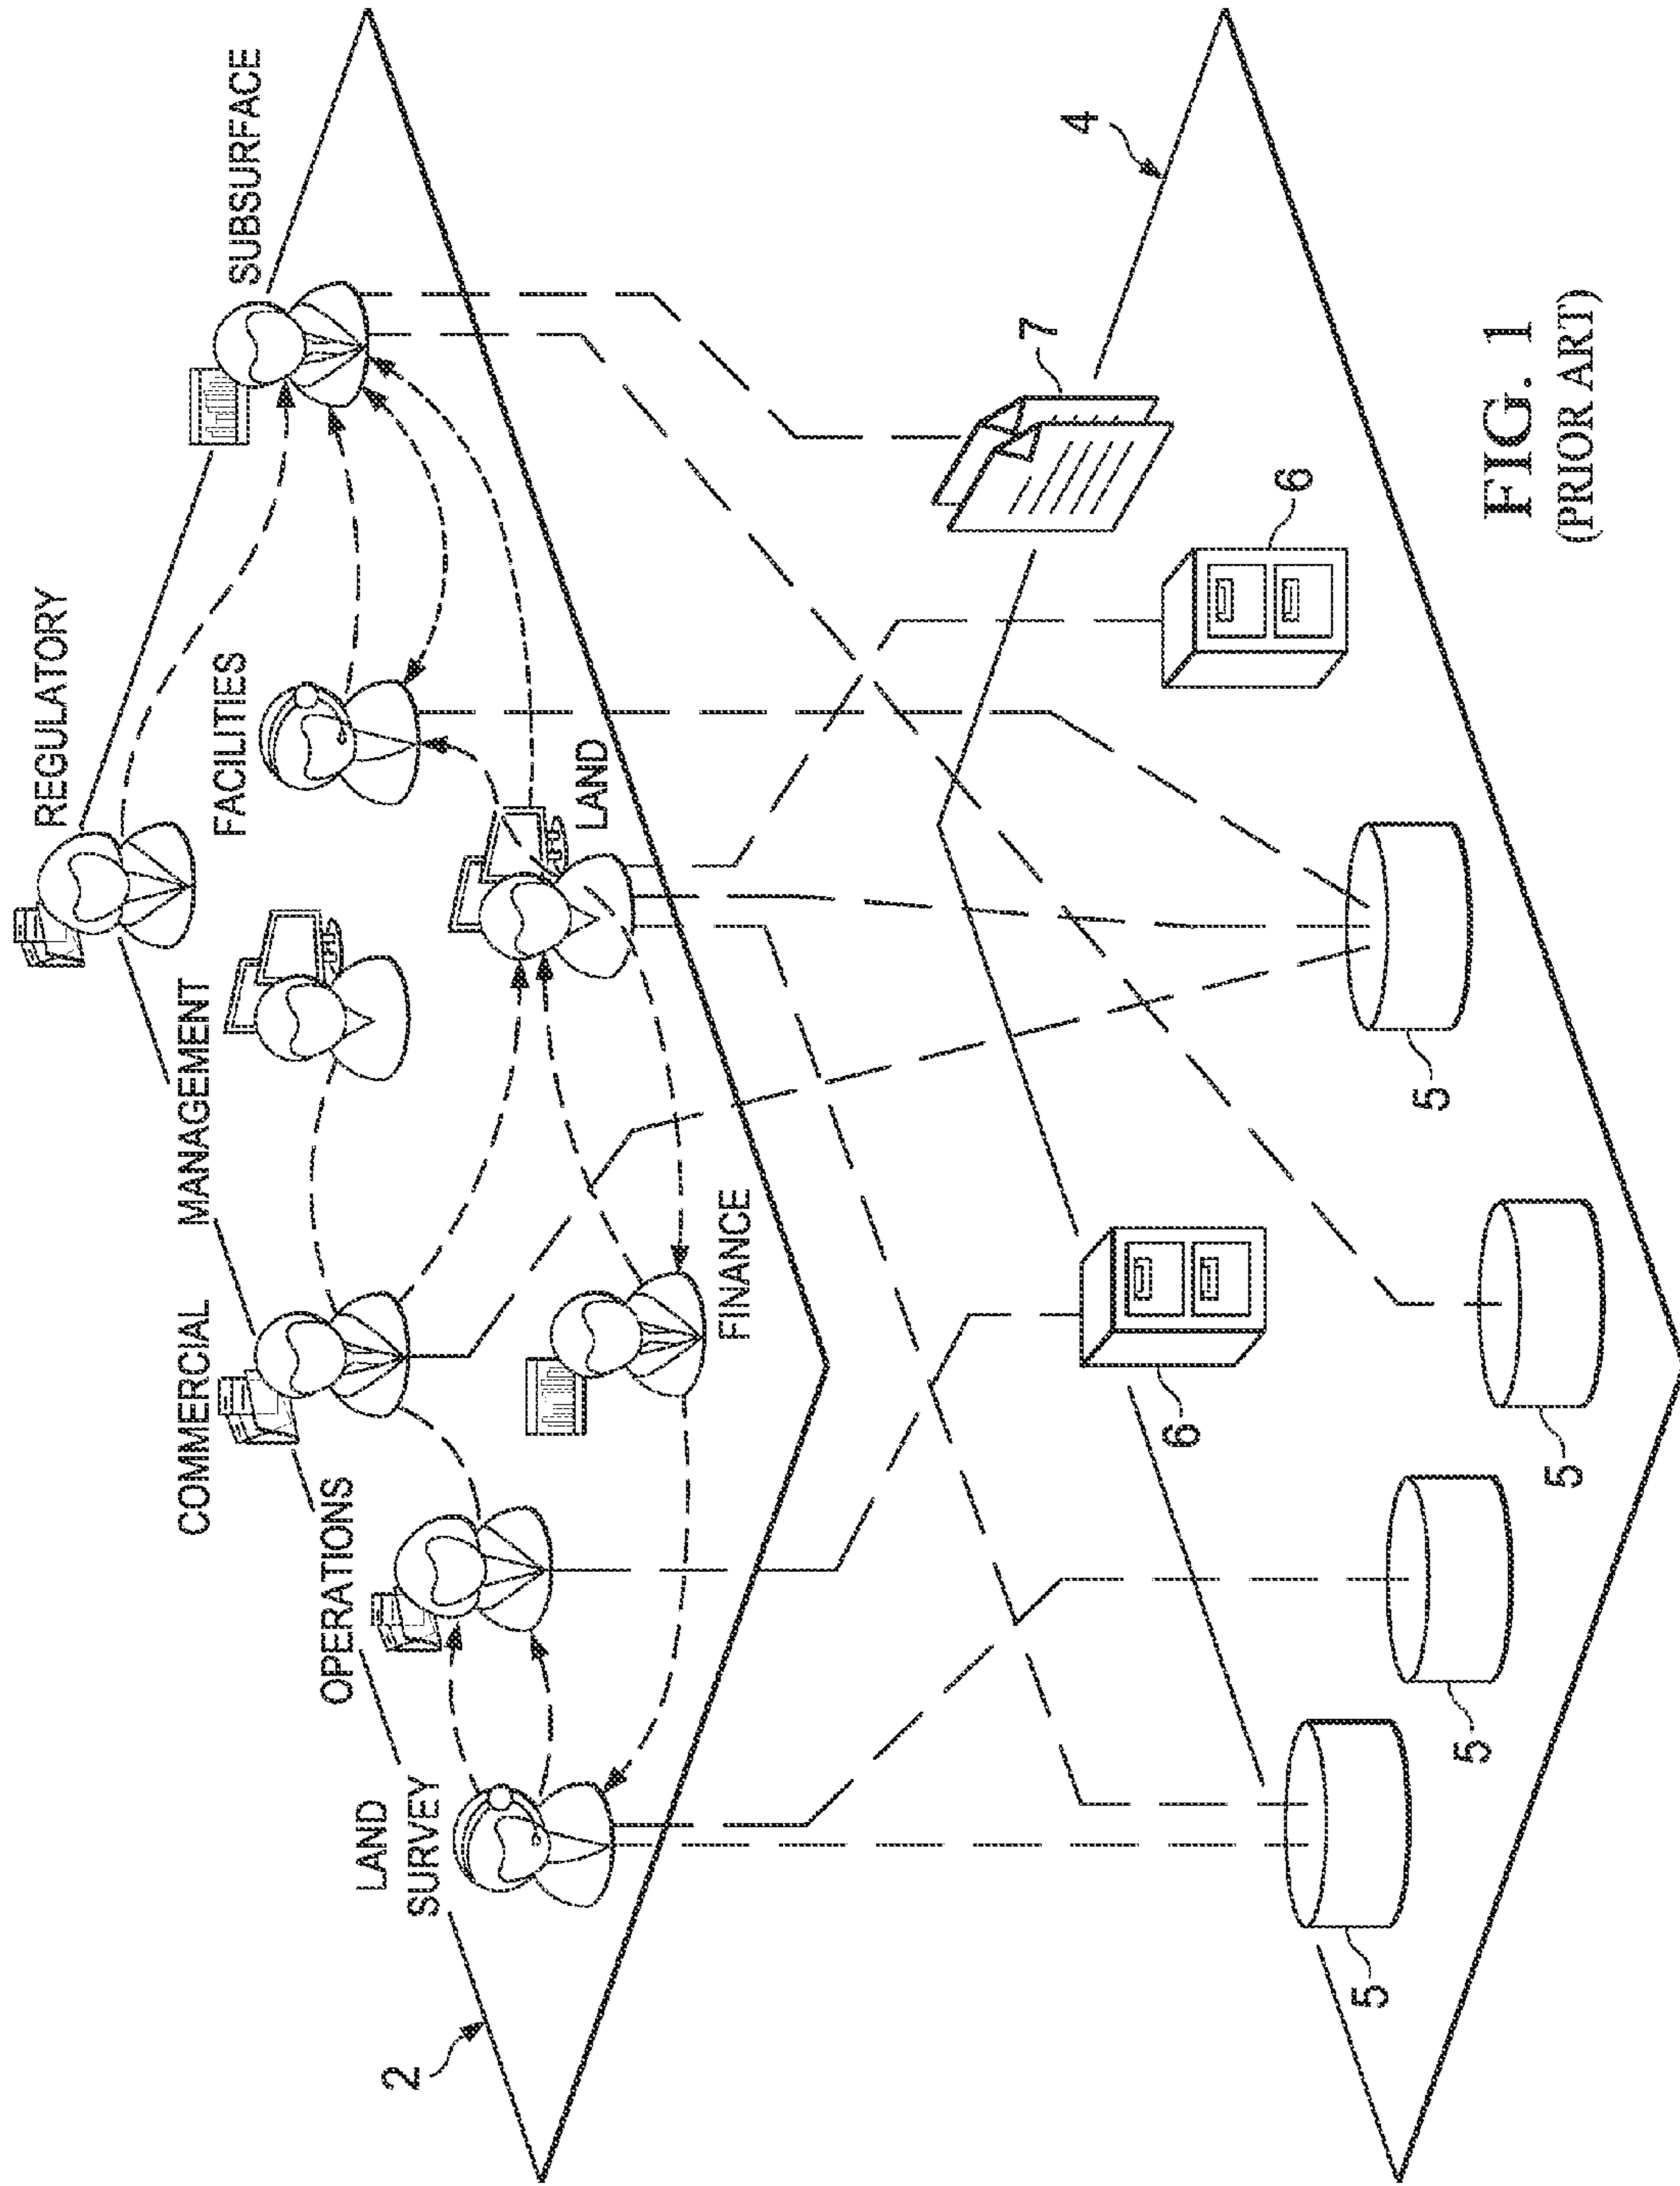 REGULATORY
SUBSURFACE
MANAGEMENT
FACILITIES
COMMERCIAL
OPERATIONS
LAND
LAND
SURVEY
FINANCE
2
4
7
6
6
5
5
5
5
FIG. 1
(PRIOR ART)